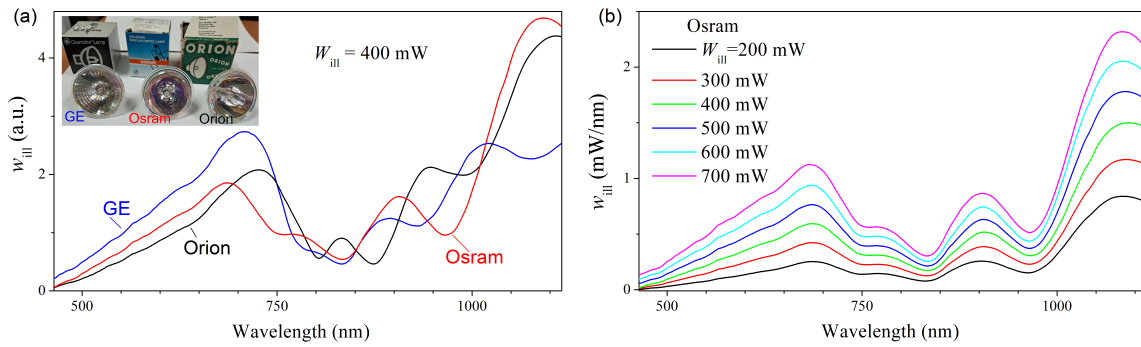 (a)
W_ill = 400 mW
ORION
ORION
GE
Osram
Orion
GE
Orion
Osram
w_ill (a.u.)
4
2
0
500
750
1000
Wavelength (nm)
(b)
Osram
W_ill=200 mW
300 mW
400 mW
500 mW
600 mW
700 mW
w_ill (mW/nm)
2
1
0
500
750
1000
Wavelength (nm)